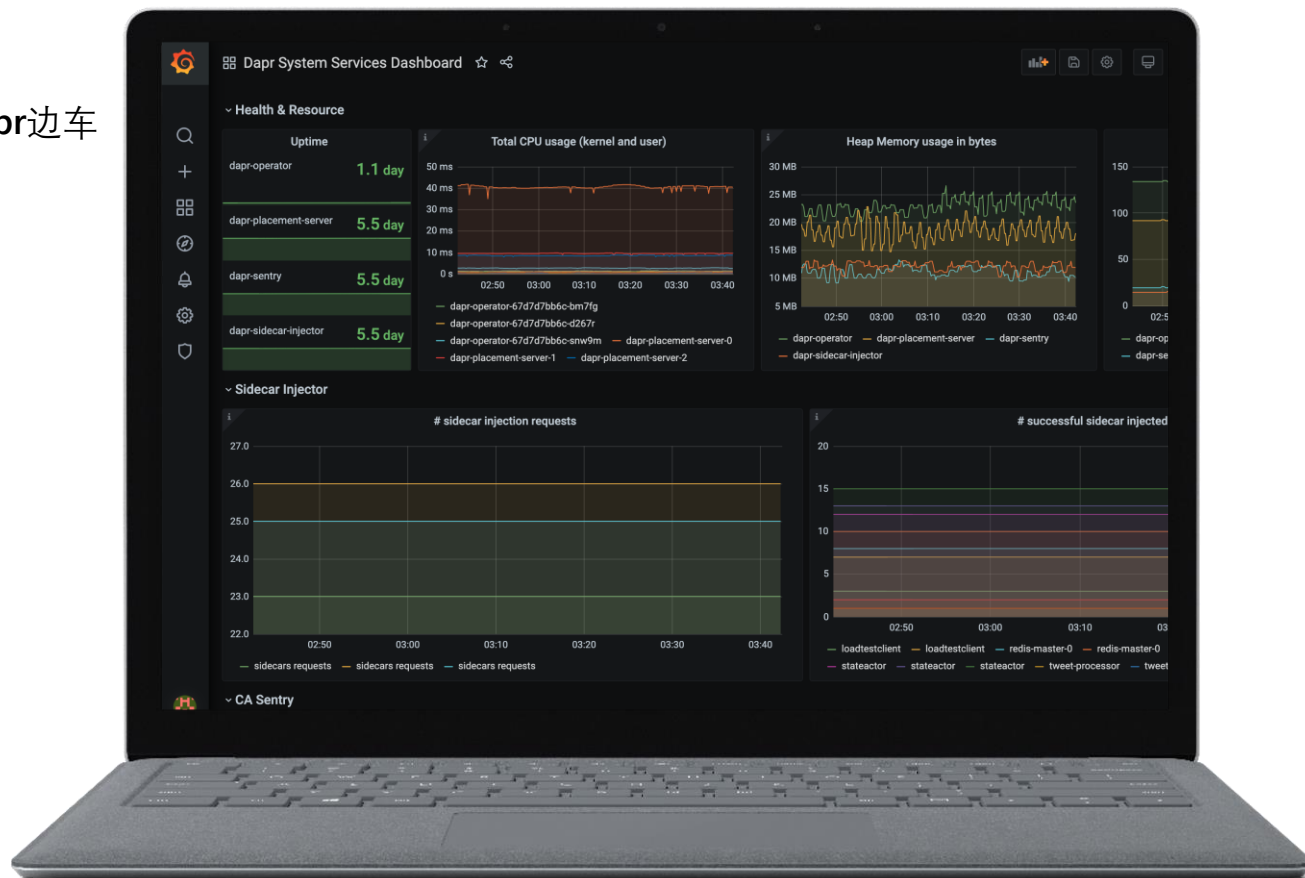 pr边车
Dapr System Services Dashboard
Health & Resource
Uptime
dapr-operator
1.1 day
dapr-placement-server
5.5 day
dapr-sentry
5.5 day
dapr-sidecar-injector
5.5 day
Total CPU usage (kernel and user)
50 ms
40 ms
30 ms
20 ms
10 ms
0 s
02:50 03:00 03:10 03:20 03:30 03:40
dapr-operator-67d7d7bb6c-bm7fg
dapr-operator-67d7d7bb6c-d267r
dapr-operator-67d7d7bb6c-snw9m dapr-placement-server-0
dapr-placement-server-1 dapr-placement-server-2
Heap Memory usage in bytes
30 MB
25 MB
20 MB
15 MB
10 MB
5 MB
02:50 03:00 03:10 03:20 03:30 03:40
dapr-operator dapr-placement-server dapr-sentry
dapr-sidecar-injector
150
100
50
0
02:5
dapr-op
dapr-se
Sidecar Injector
# sidecar injection requests
27.0
26.0
25.0
24.0
23.0
22.0
02:50 03:00 03:10 03:20 03:30 03:40
sidecars requests sidecars requests sidecars requests
# successful sidecar injected
20
15
10
5
0
02:50 03:00 03:10 03
loadtestclient loadtestclient redis-master-0 redis-master-0
stateactor stateactor stateactor tweet-processor tweet
CA Sentry